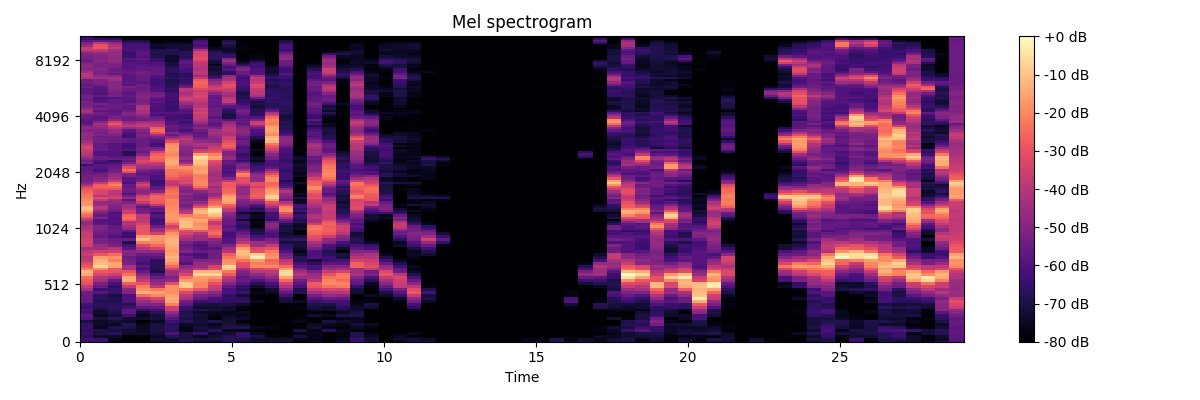 Mel spectrogram
8192
4096
2048
1024
512
0
Hz
0 5 10 15 20 25
Time
+0 dB
-10 dB
-20 dB
-30 dB
-40 dB
-50 dB
-60 dB
-70 dB
-80 dB